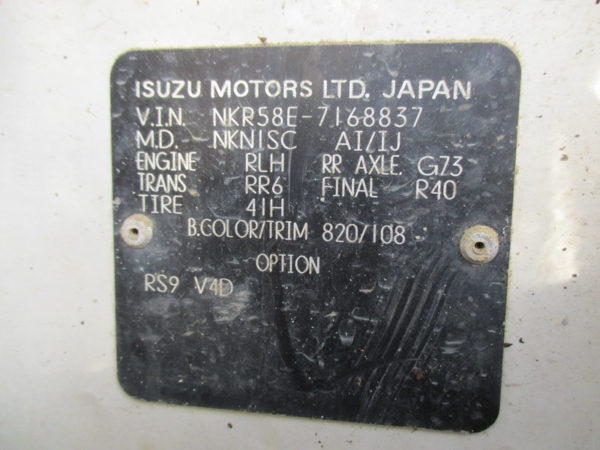 ISUZU MOTORS LTD. JAPAN
V.I.N. NKR58E-7168837
M.D. NKN1SC AI/IJ
ENGINE RLH RR AXLE. G73
TRANS RR6 FINAL R40
TIRE 41H
B.COLOR/TRIM 820/108
OPTION
RS9 V4D